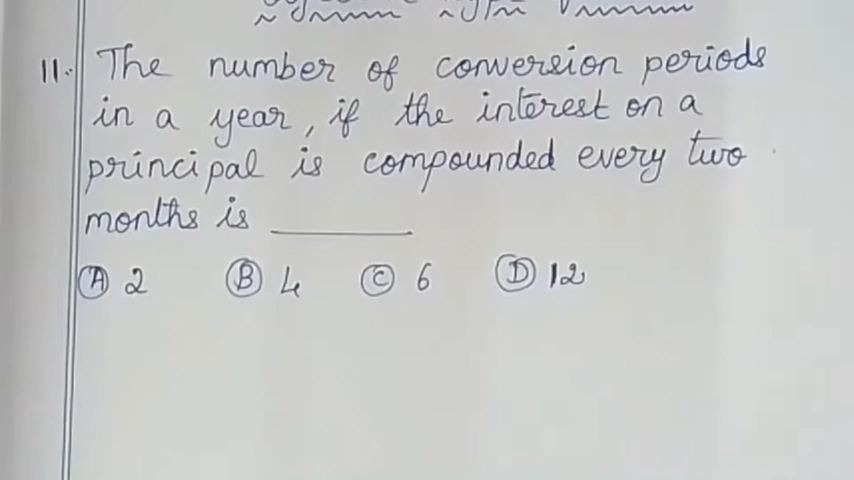 11. The number of conversion periods
in a year, if the interest on a
principal is compounded every two
months is ________
(A) 2 (B) 4 (C) 6 (D) 12